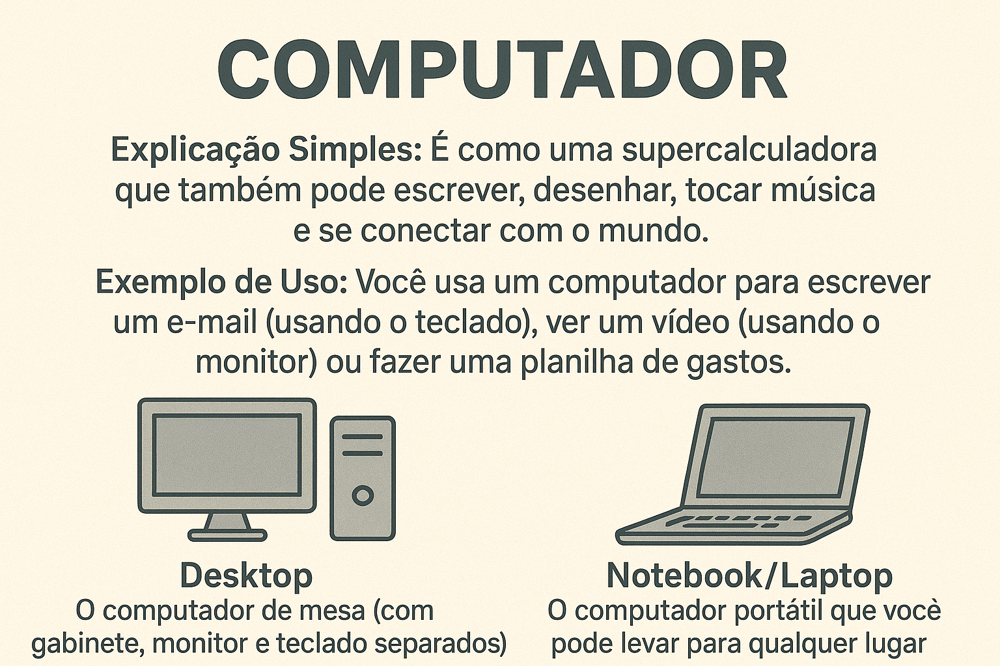 COMPUTADOR
Explicação Simples: É como uma supercalculadora
que também pode escrever, desenhar, tocar música
e se conectar com o mundo.
Exemplo de Uso: Você usa um computador para escrever
um e-mail (usando o teclado), ver um vídeo (usando o
monitor) ou fazer uma planilha de gastos.
Desktop
O computador de mesa (com
gabinete, monitor e teclado separados)
Notebook/Laptop
O computador portátil que vocè
pode levar para qualquer lugar